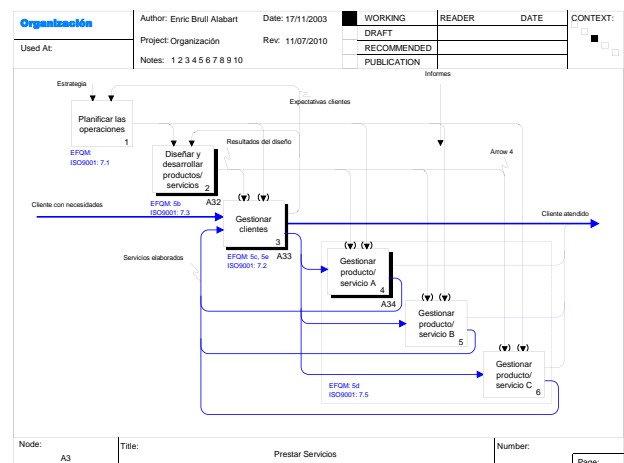 Organización
Used At:
Author: Enric Brull Alabart
Date: 17/11/2003
Project: Organización
Rev: 11/07/2010
Notes: 1 2 3 4 5 6 7 8 9 10
WORKING
DRAFT
RECOMMENDED
PUBLICATION
READER
DATE
CONTEXT:
Informes
Estrategia
Expectativas clientes
Planificar las
operaciones
1
EFQM:
ISO9001: 7.1
Resultados del diseño
Arrow 4
Diseñar y
desarrollar
productos/
servicios
2
A32
EFQM: 5b
ISO9001: 7.3
Cliente con necesidades
Cliente atendido
Gestionar
clientes
3
A33
EFQM: 5c, 5e
ISO9001: 7.2
Servicios elaborados
Gestionar
producto/
servicio A
4
A34
Gestionar
producto/
servicio B
5
Gestionar
producto/
servicio C
6
EFQM: 5d
ISO9001: 7.5
Node:
A3
Title:
Prestar Servicios
Number:
Page: